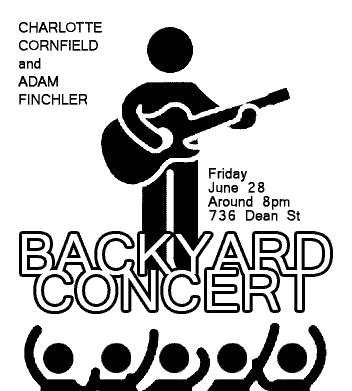 CHARLOTTE
CORNFIELD
and
ADAM
FINCHLER
Friday
June 28
Around 8pm
736 Dean St
BACKYARD
CONCERT